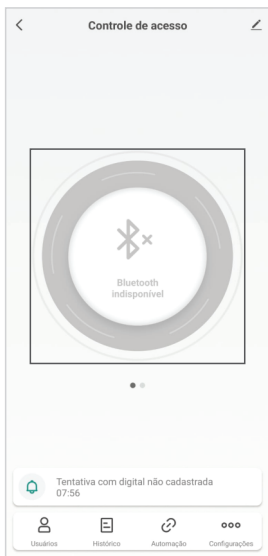 Controle de acesso
Bluetooth
indisponível
Tentativa com digital não cadastrada
07:56
Usuários Histórico Automação Configurações